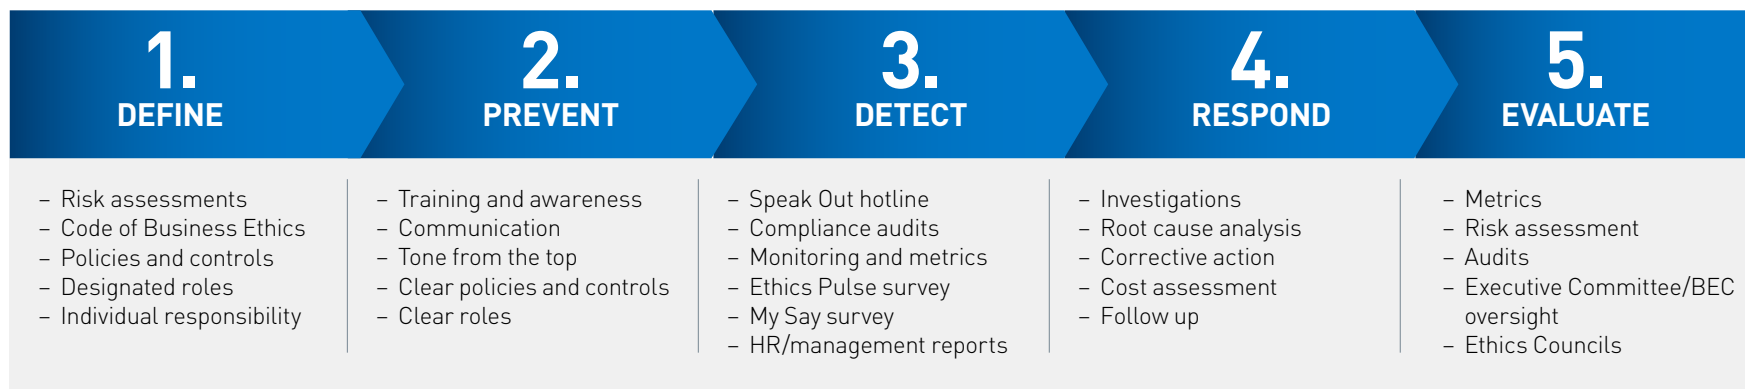 1.
DEFINE
– Risk assessments
– Code of Business Ethics
– Policies and controls
– Designated roles
– Individual responsibility
2.
PREVENT
– Training and awareness
– Communication
– Tone from the top
– Clear policies and controls
– Clear roles
3.
DETECT
– Speak Out hotline
– Compliance audits
– Monitoring and metrics
– Ethics Pulse survey
– My Say survey
– HR/management reports
4.
RESPOND
– Investigations
– Root cause analysis
– Corrective action
– Cost assessment
– Follow up
5.
EVALUATE
– Metrics
– Risk assessment
– Audits
– Executive Committee/BEC
oversight
– Ethics Councils